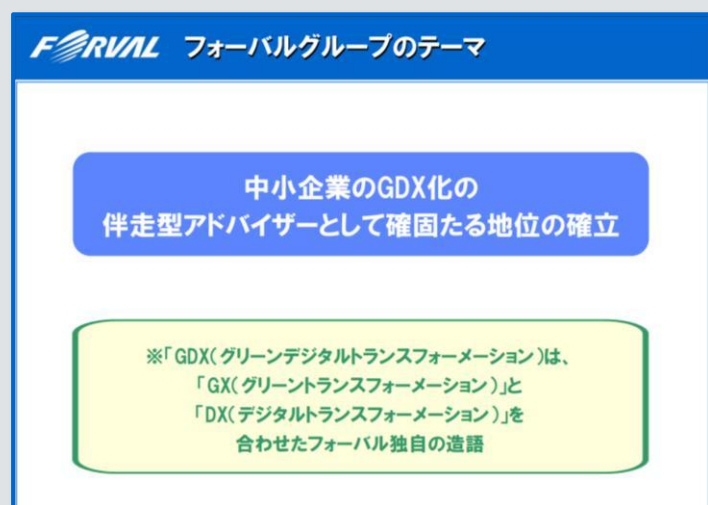 FORVAL フォーバルグループのテーマ
中小企業のGDX化の
伴走型アドバイザーとして確固たる地位の確立
※「GDX(グリーンデジタルトランスフォーメーション)は、
「GX(グリーントランスフォーメーション)」と
「DX(デジタルトランスフォーメーション)」を
合わせたフォーバル独自の造語